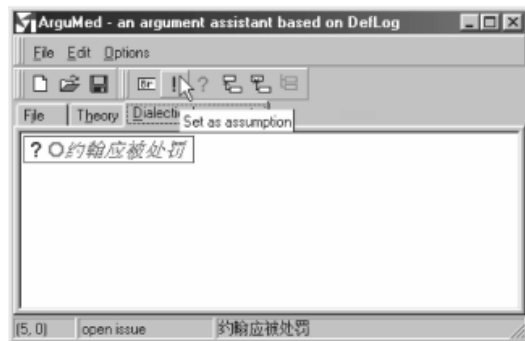 ArguMed - an argument assistant based on DefLog
File Edit Options
! ?
File Theory Dialecti
Set as assumption
? 约翰应被处罚
(5, 0) open issue 约翰应被处罚